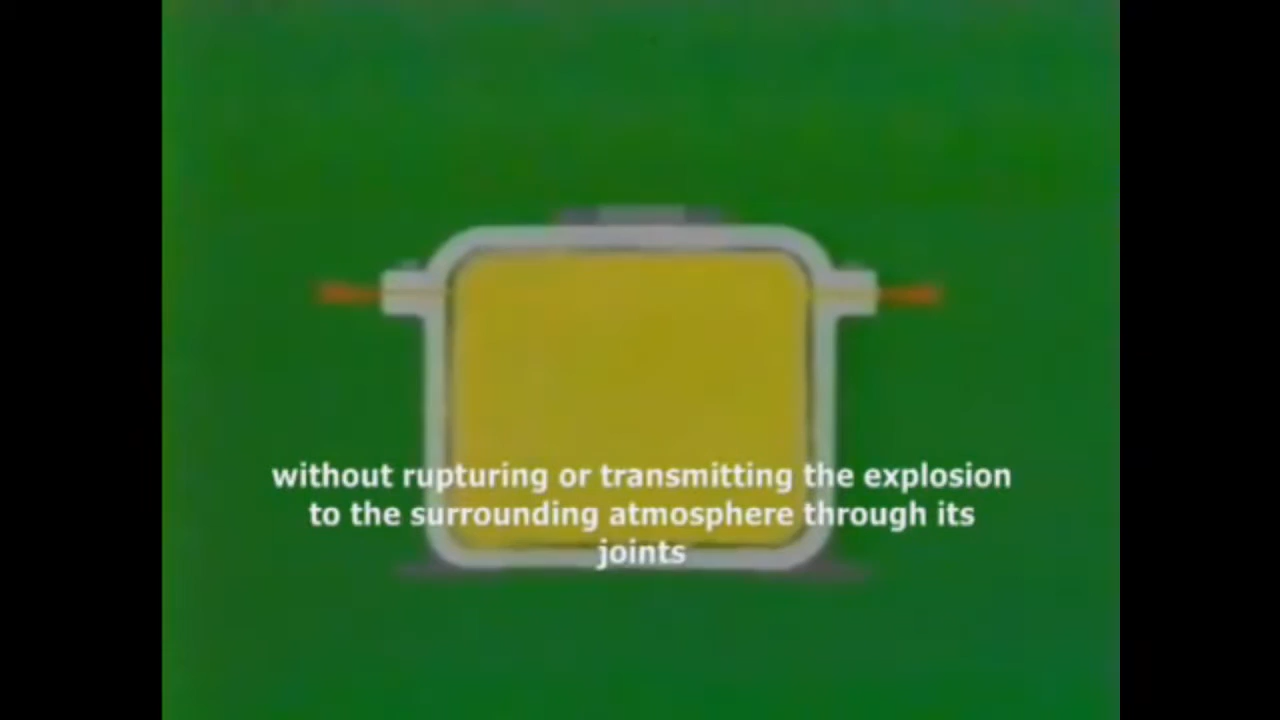 without rupturing or transmitting the explosion
to the surrounding atmosphere through its
joints